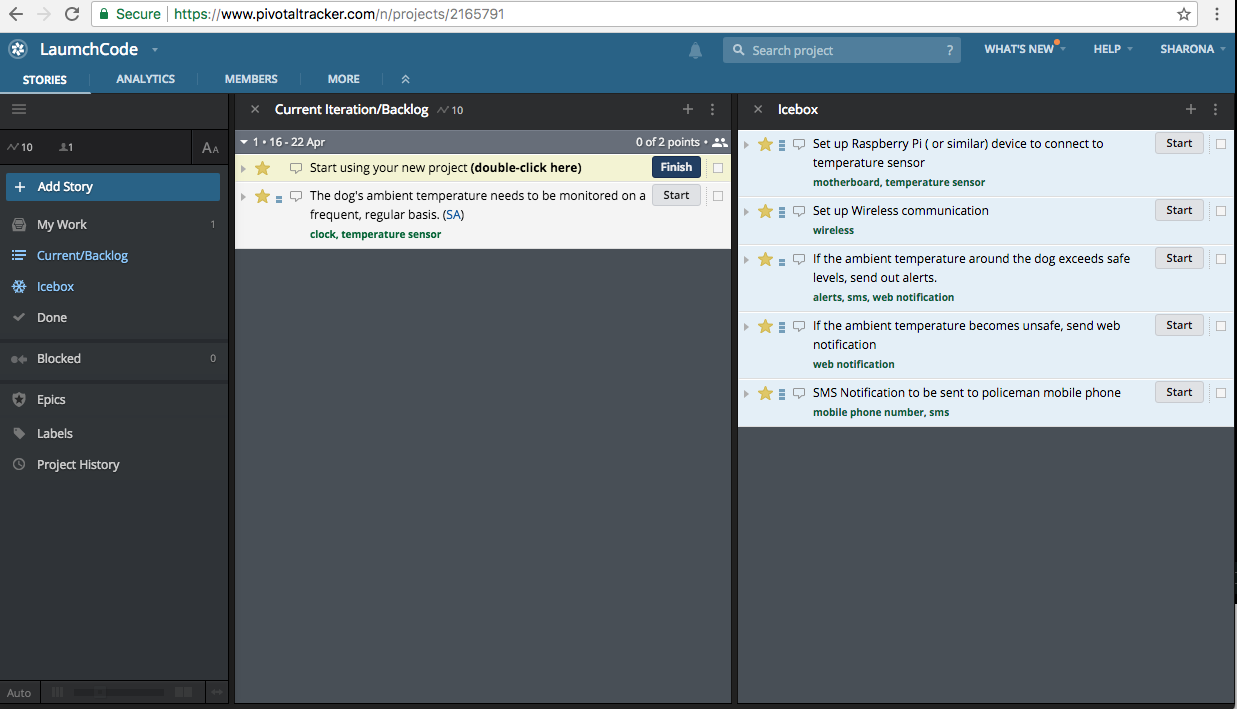 Secure https://www.pivotaltracker.com/n/projects/2165791
LaumchCode
Search project ?
WHAT'S NEW
HELP
SHARONA
STORIES
ANALYTICS
MEMBERS
MORE
10
1
AA
+ Add Story
My Work 1
Current/Backlog
Icebox
Done
Blocked 0
Epics
Labels
Project History
Auto
Current Iteration/Backlog 10
1 • 16 - 22 Apr 0 of 2 points •
Start using your new project (double-click here) Finish
The dog's ambient temperature needs to be monitored on a Start
frequent, regular basis. (SA)
clock, temperature sensor
Icebox
Set up Raspberry Pi ( or similar) device to connect to Start
temperature sensor
motherboard, temperature sensor
Set up Wireless communication Start
wireless
If the ambient temperature around the dog exceeds safe Start
levels, send out alerts.
alerts, sms, web notification
If the ambient temperature becomes unsafe, send web Start
notification
web notification
SMS Notification to be sent to policeman mobile phone Start
mobile phone number, sms